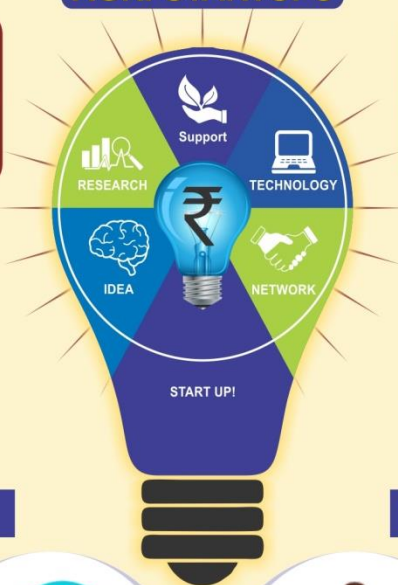 Support
RESEARCH
TECHNOLOGY
₹
IDEA
NETWORK
START UP!